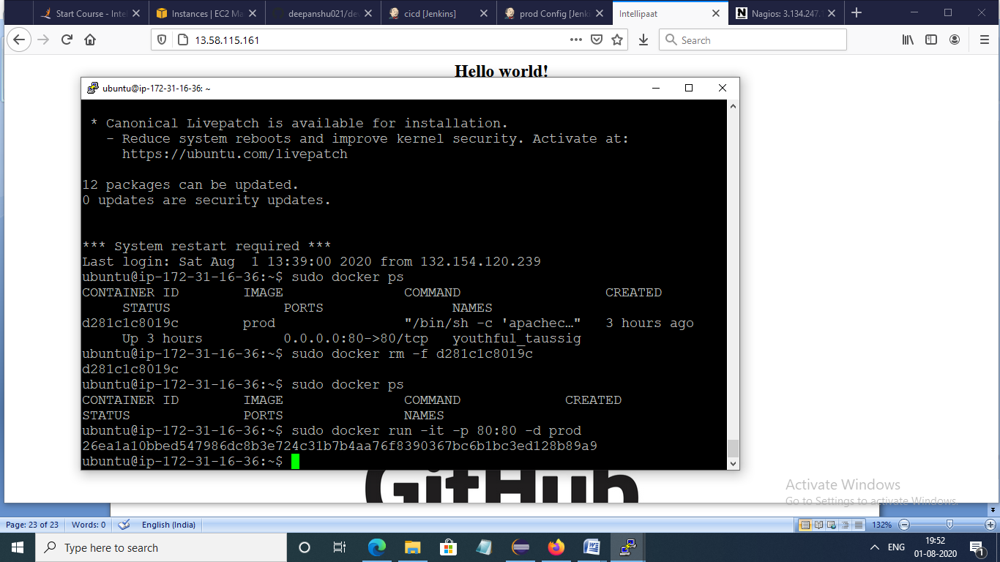 Start Course - Intel
Instances | EC2 Ma
deepanshu021/de
cicd [Jenkins]
prod Config [Jenki
Intellipaat
Nagios: 3.134.247.
13.58.115.161
Search
Hello world!
ubuntu@ip-172-31-16-36: ~
* Canonical Livepatch is available for installation.
- Reduce system reboots and improve kernel security. Activate at:
https://ubuntu.com/livepatch
12 packages can be updated.
0 updates are security updates.
*** System restart required ***
Last login: Sat Aug  1 13:39:00 2020 from 132.154.120.239
ubuntu@ip-172-31-16-36:~$ sudo docker ps
CONTAINER ID        IMAGE               COMMAND                  CREATED
STATUS              PORTS                NAMES
d281c1c8019c        prod                "/bin/sh -c 'apachec…"   3 hours ago
Up 3 hours          0.0.0.0:80->80/tcp   youthful_taussig
ubuntu@ip-172-31-16-36:~$ sudo docker rm -f d281c1c8019c
d281c1c8019c
ubuntu@ip-172-31-16-36:~$ sudo docker ps
CONTAINER ID        IMAGE               COMMAND             CREATED
STATUS              PORTS               NAMES
ubuntu@ip-172-31-16-36:~$ sudo docker run -it -p 80:80 -d prod
26ea1a10bbed547986dc8b3e724c31b7b4aa76f8390367bc6b1bc3ed128b89a9
ubuntu@ip-172-31-16-36:~$
GitHub
Activate Windows
Go to Settings to activate Windows.
Page: 23 of 23
Words: 0
English (India)
132%
Type here to search
ENG
19:52
01-08-2020
1